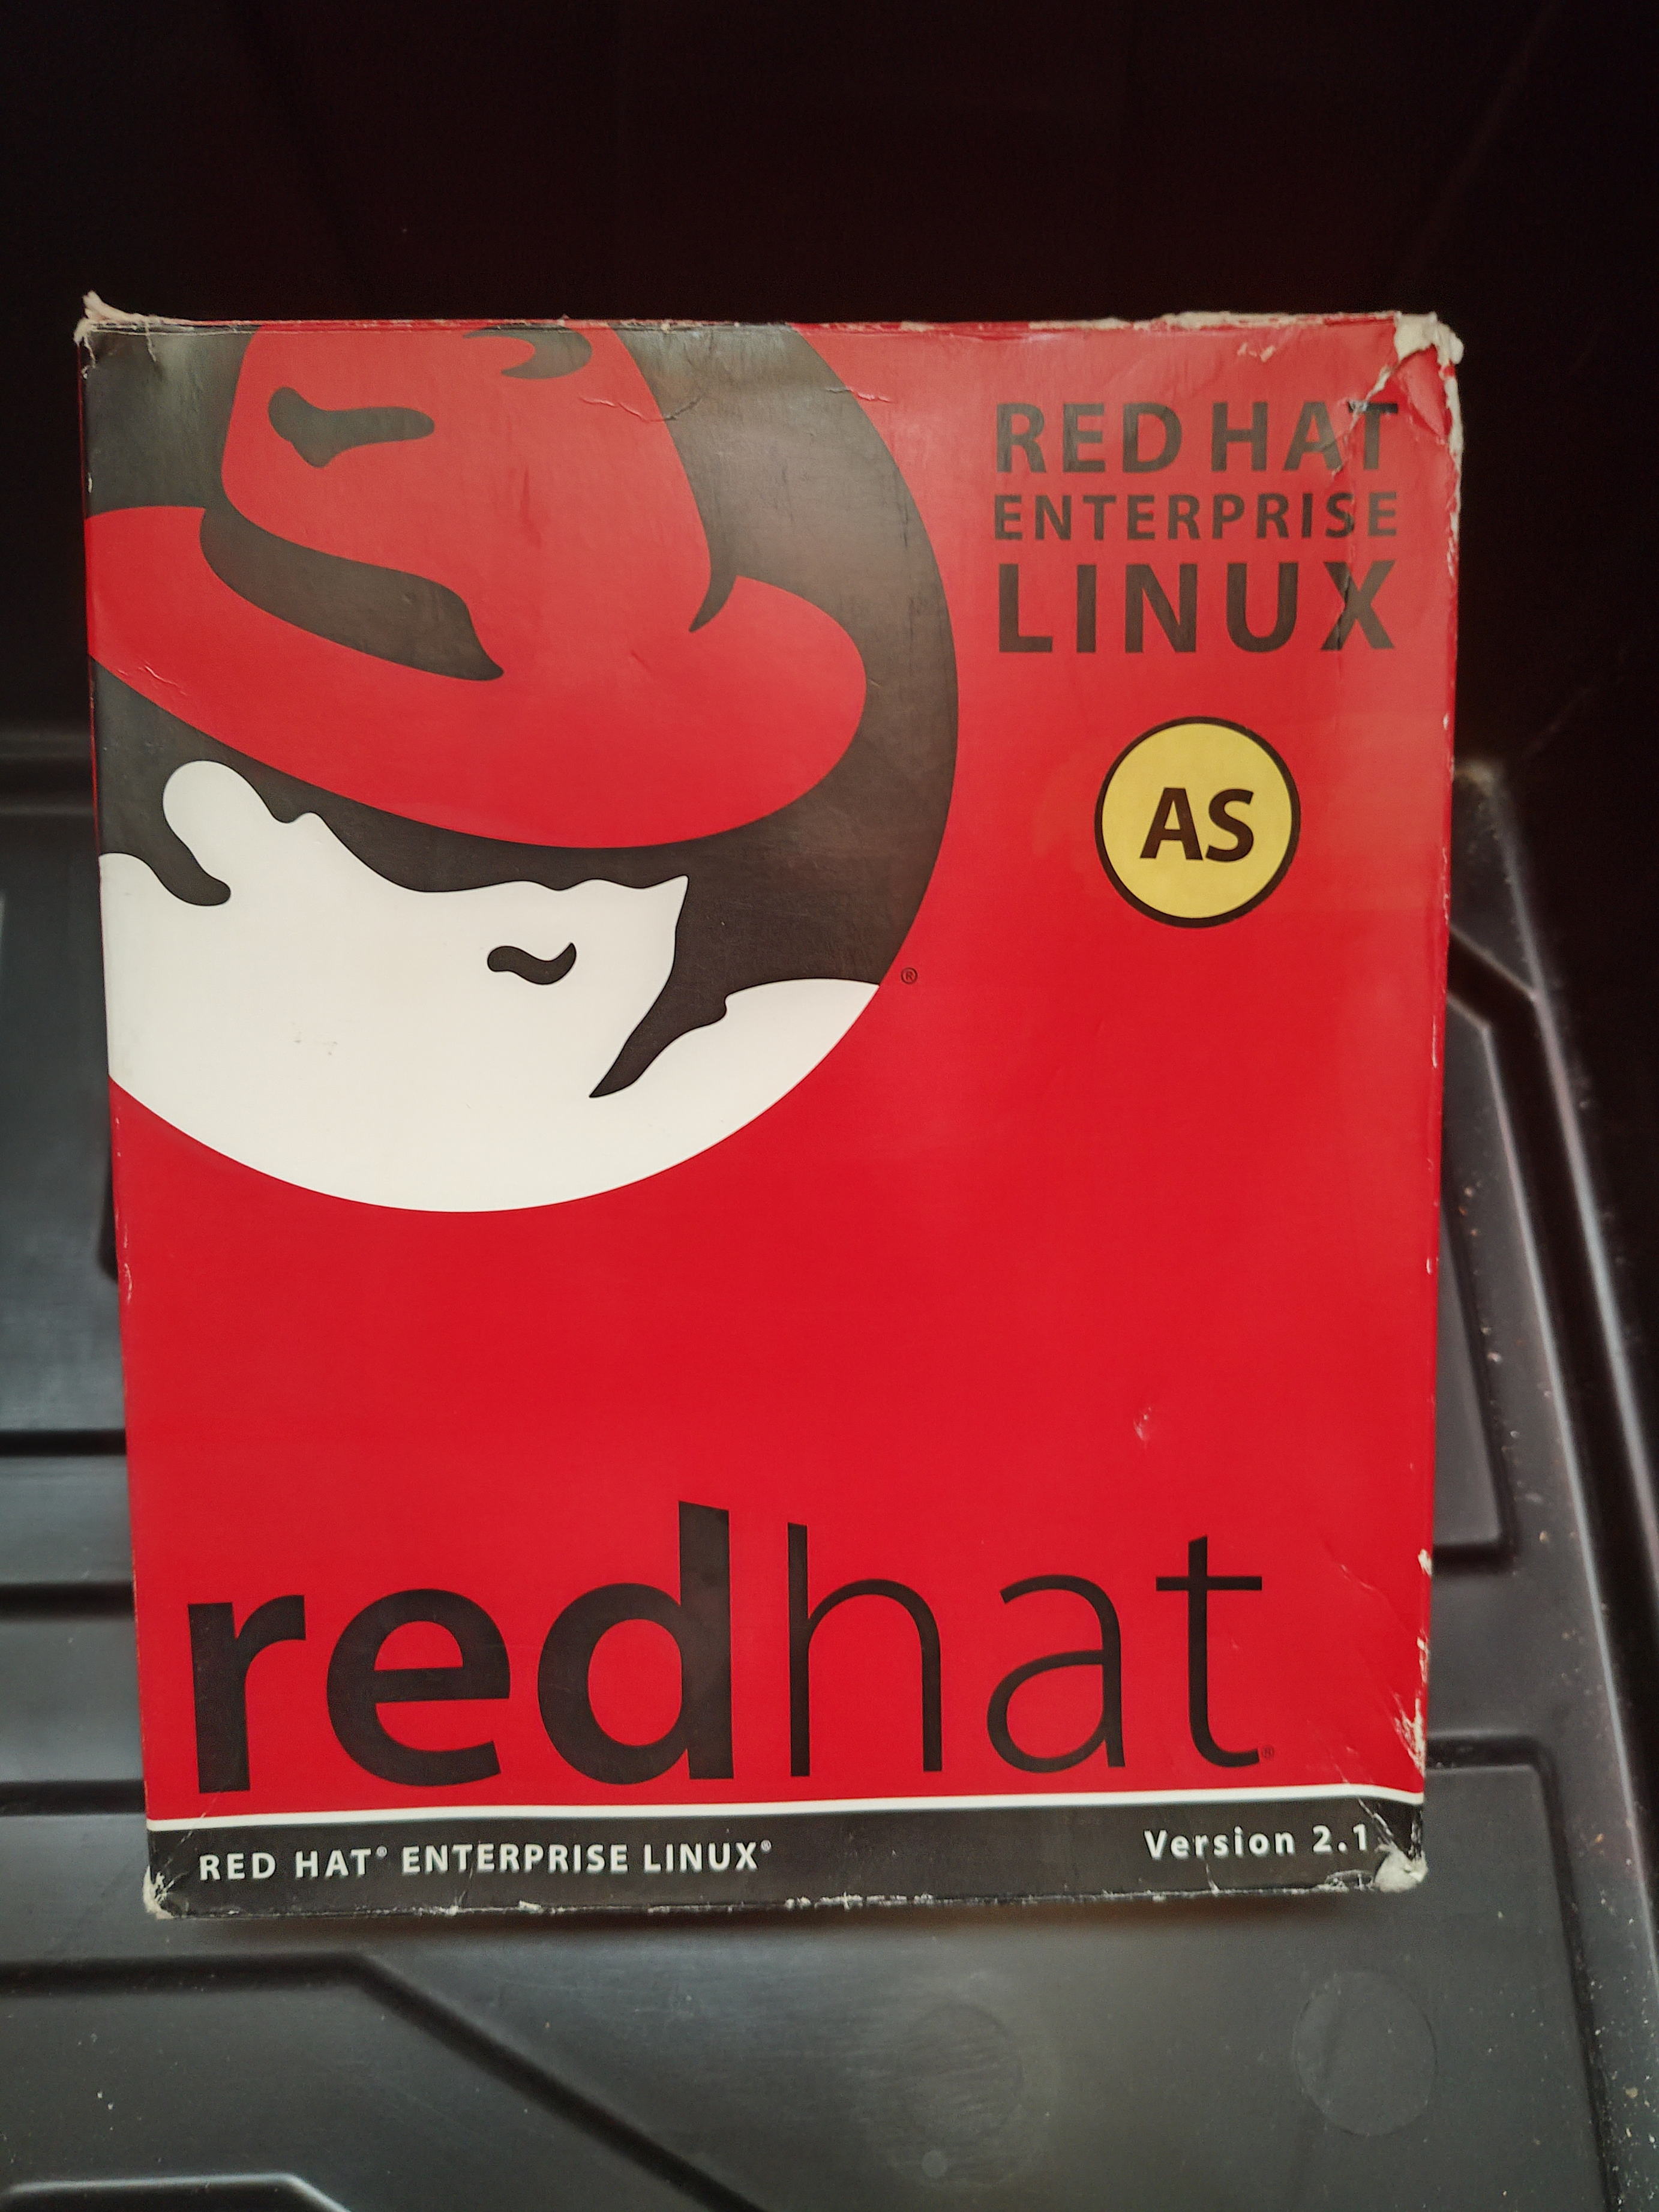 RED HAT
ENTERPRISE
LINUX
AS
®
redhat®
RED HAT® ENTERPRISE LINUX®
Version 2.1